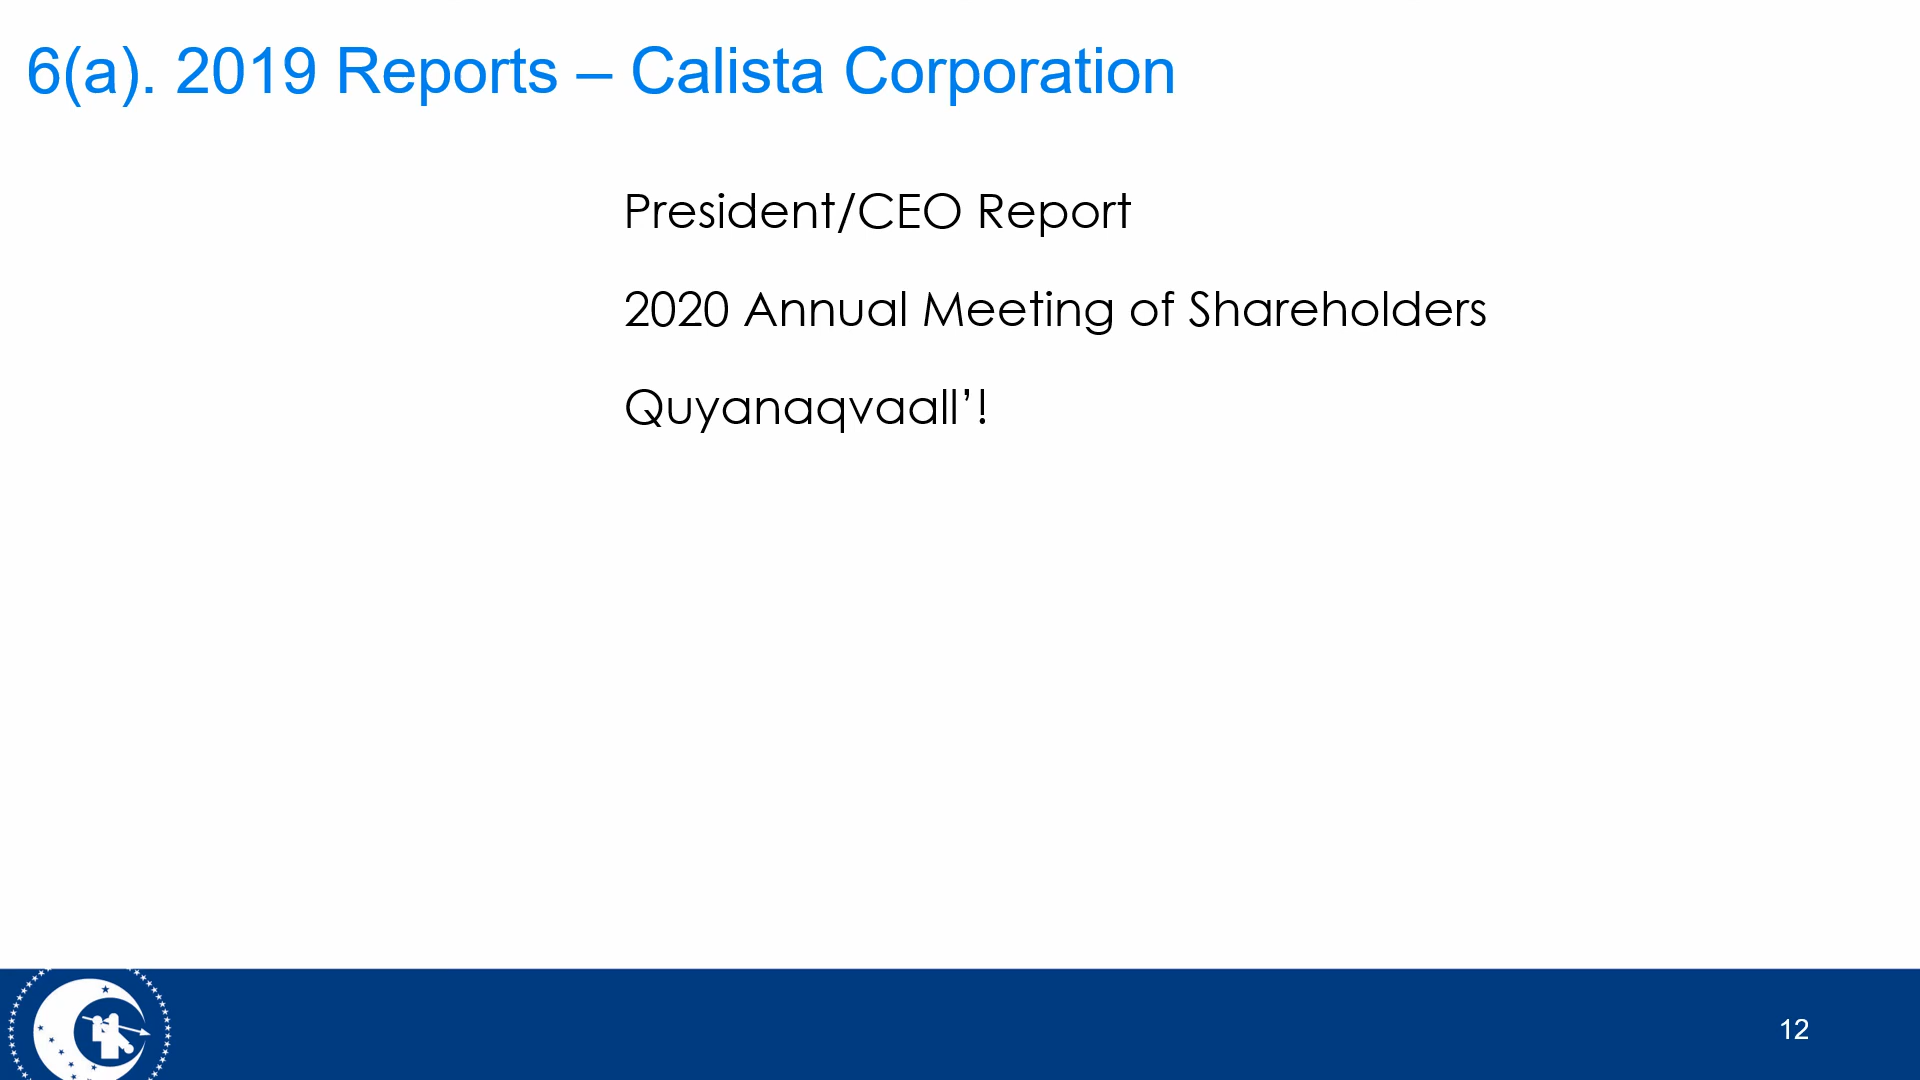 6(a). 2019 Reports – Calista Corporation
President/CEO Report
2020 Annual Meeting of Shareholders
Quyanaqvaall’!
12